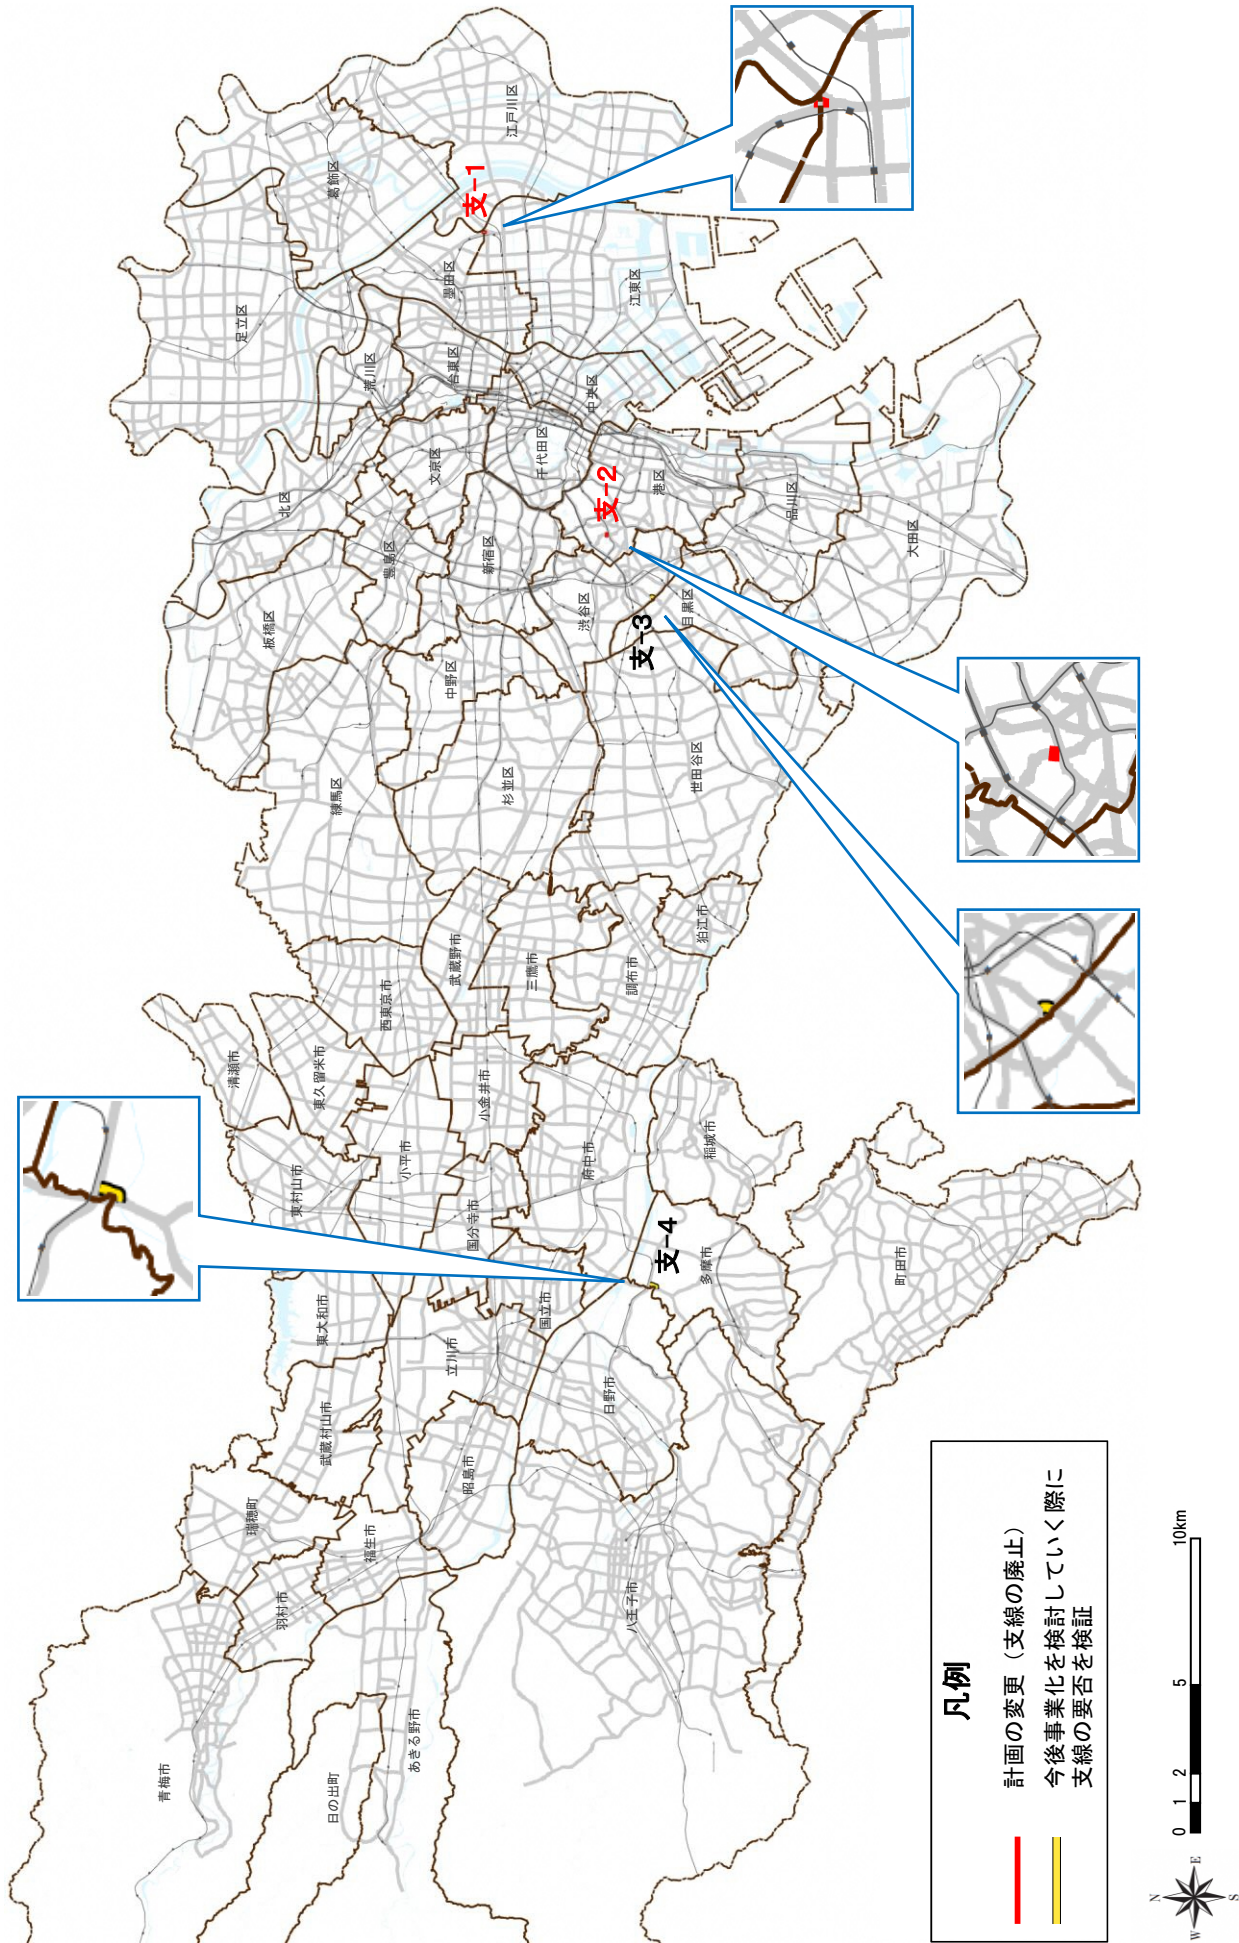 江戸川区
葛飾区
支-1
墨田区
江東区
足立区
荒川区
台東区
中央区
文京区
千代田区
北区
支-2
港区
品川区
大田区
豊島区
新宿区
渋谷区
目黒区
板橋区
支-3
中野区
練馬区
杉並区
世田谷区
武蔵野市
三鷹市
狛江市
西東京市
調布市
清瀬市
東久留米市
小金井市
稲城市
小平市
府中市
東村山市
国分寺市
支-4
多摩市
町田市
東大和市
国立市
立川市
日野市
武蔵村山市
昭島市
瑞穂町
福生市
羽村市
八王子市
青梅市
日の出町
あきる野市
凡例
計画の変更（支線の廃止）
今後事業化を検討していく際に
支線の要否を検証
0 1 2 5 10km
N
W
E
S